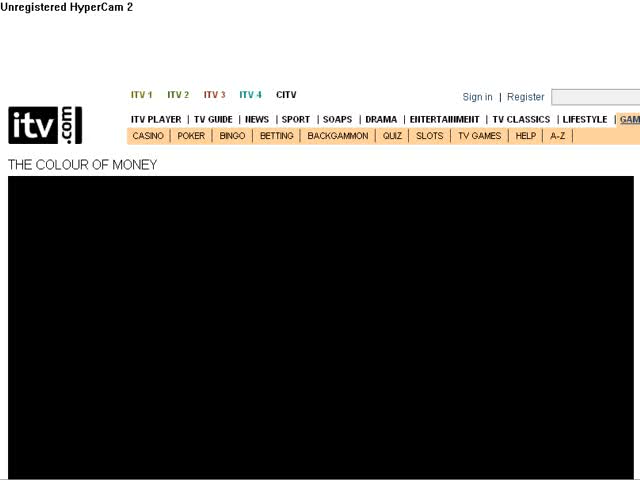 Unregistered HyperCam 2
ITV 1 ITV 2 ITV 3 ITV 4 CITV
Sign in | Register
itv.com
ITV PLAYER | TV GUIDE | NEWS | SPORT | SOAPS | DRAMA | ENTERTAINMENT | TV CLASSICS | LIFESTYLE | GAM
CASINO | POKER | BINGO | BETTING | BACKGAMMON | QUIZ | SLOTS | TV GAMES | HELP | A-Z |
THE COLOUR OF MONEY